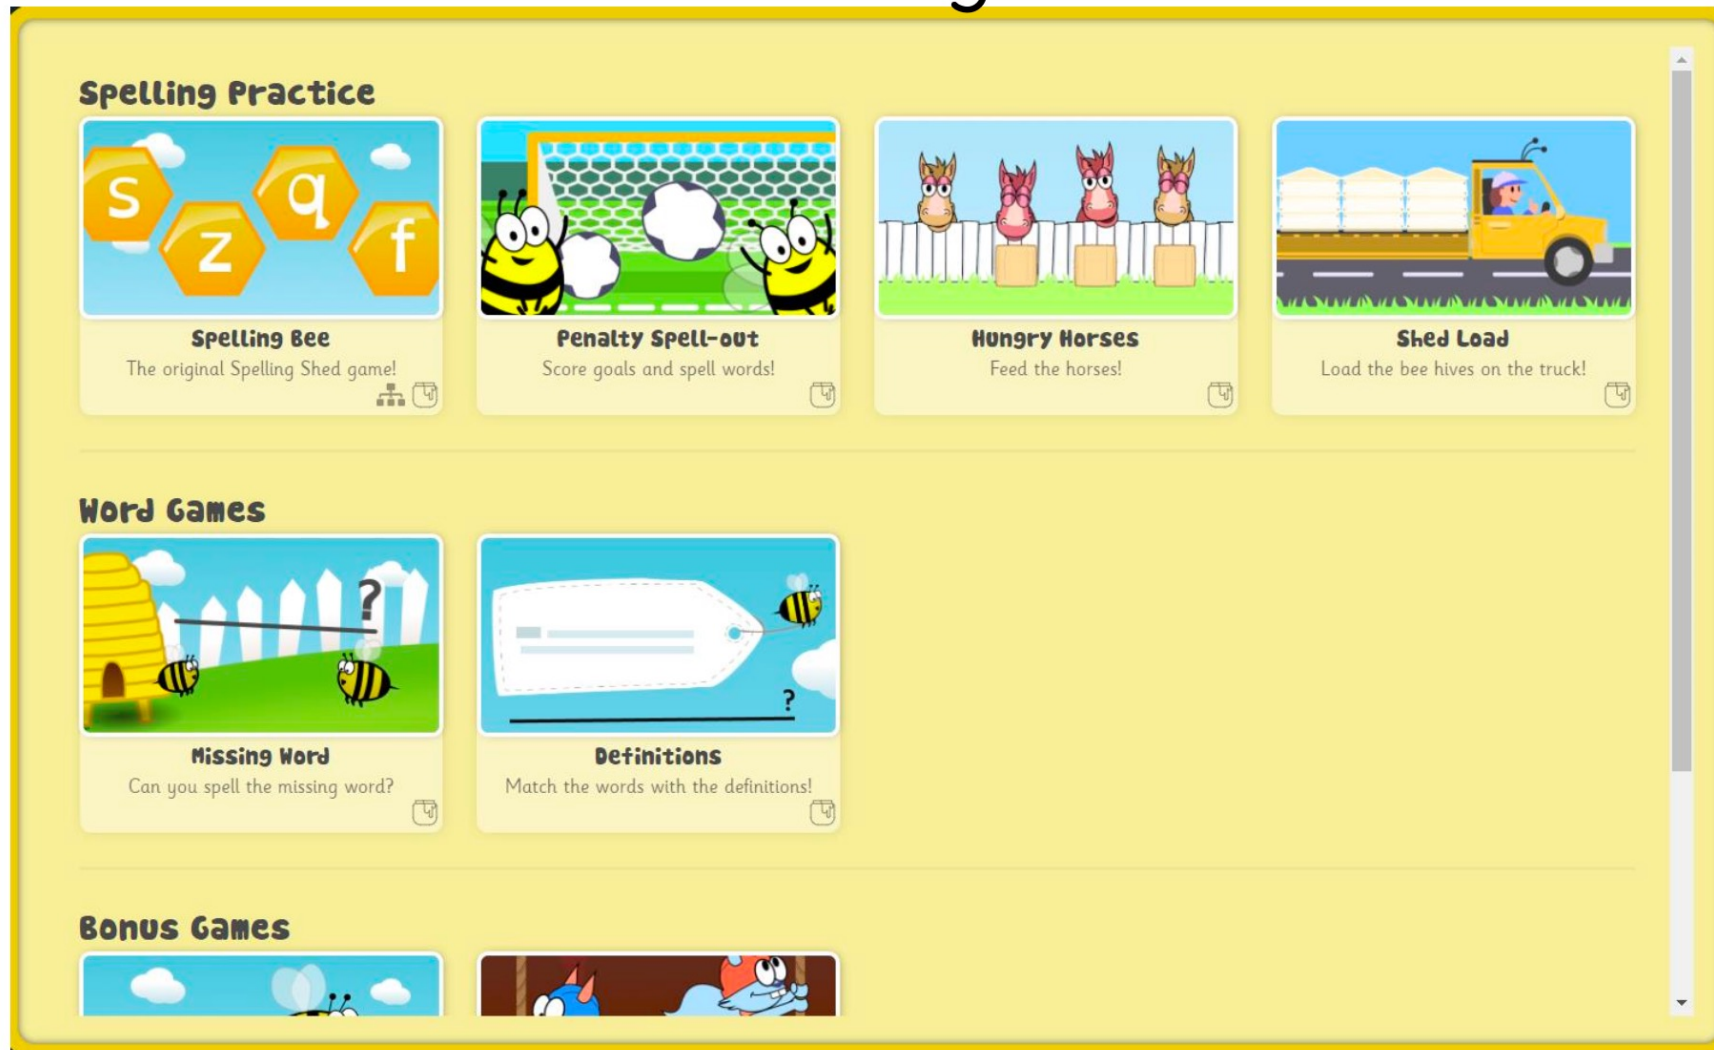 Spelling Practice
s z q f
Spelling Bee
The original Spelling Shed game!
Penalty Spell-out
Score goals and spell words!
Hungry Horses
Feed the horses!
Shed Load
Load the bee hives on the truck!
Word Games
?
Missing Word
Can you spell the missing word?
?
Definitions
Match the words with the definitions!
Bonus Games